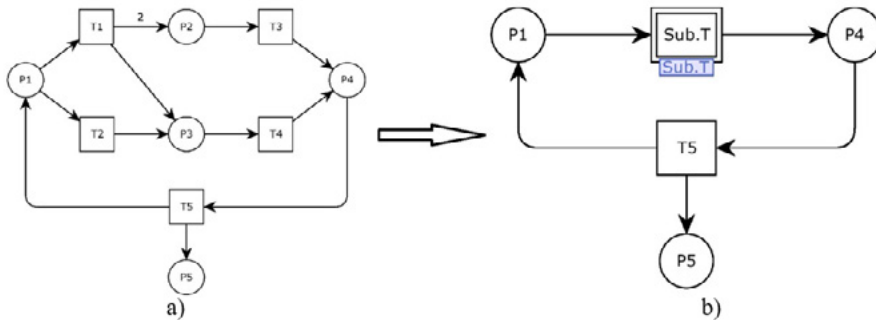 T1 2 P2 T3
P1 P4
T2 P3 T4
T5
P5
a)
P1 Sub.T P4
Sub.T
T5
P5
b)